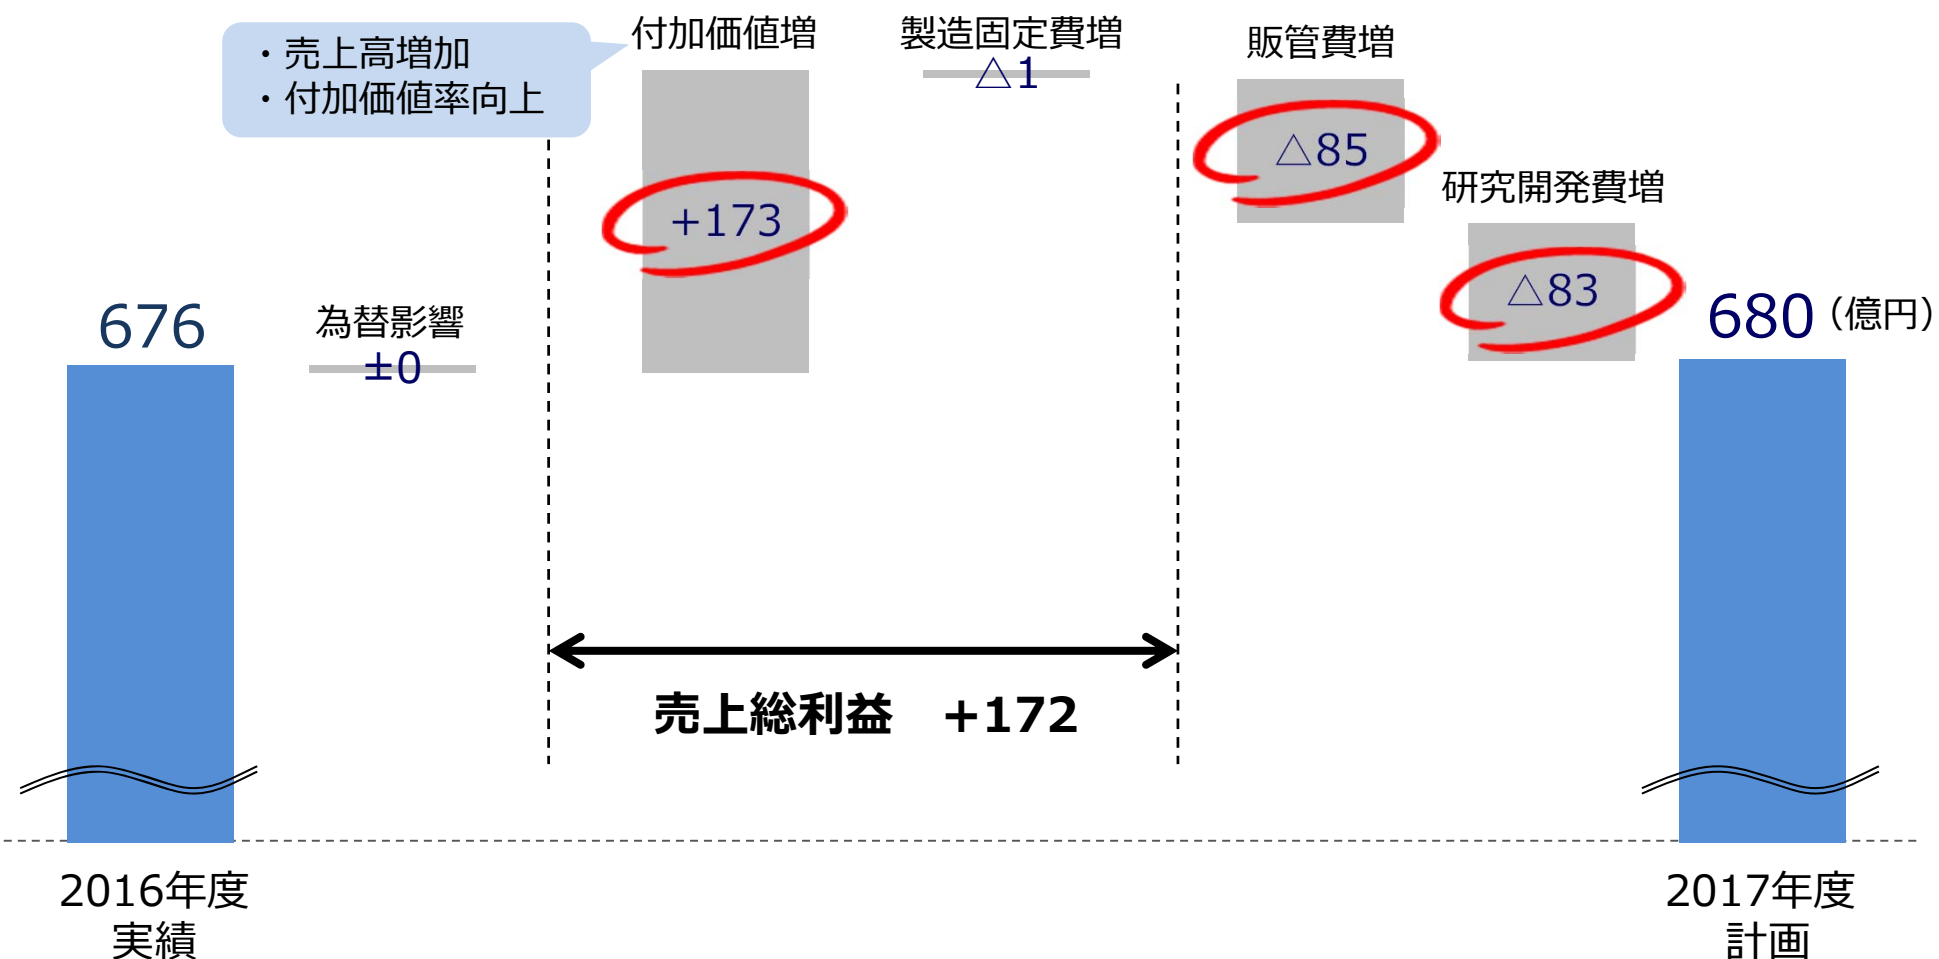 ・売上高増加
・付加価値率向上
付加価値増
+173
製造固定費増
△1
販管費増
△85
研究開発費増
△83
676
為替影響
±0
680（億円）
売上総利益　+172
2016年度
実績
2017年度
計画